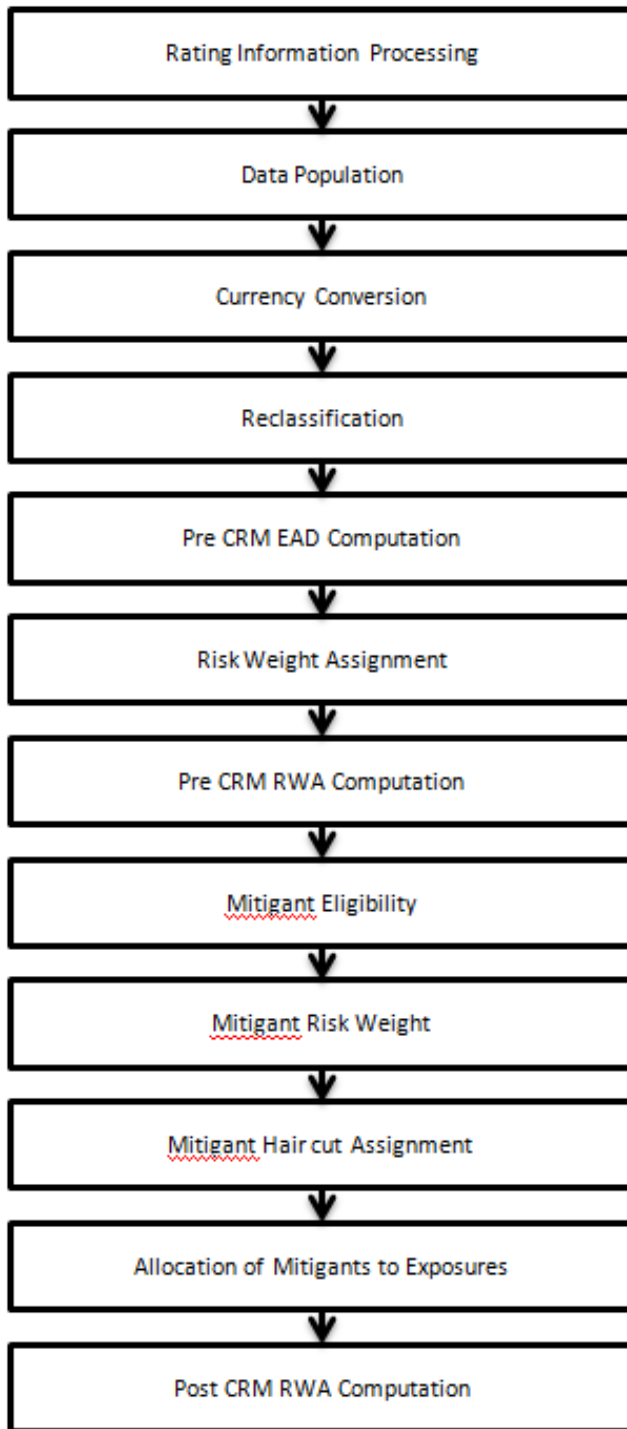 Rating Information Processing
Data Population
Currency Conversion
Reclassification
Pre CRM EAD Computation
Risk Weight Assignment
Pre CRM RWA Computation
Mitigant Eligibility
Mitigant Risk Weight
Mitigant Hair cut Assignment
Allocation of Mitigants to Exposures
Post CRM RWA Computation